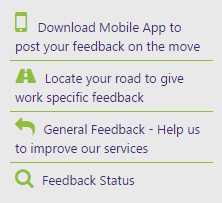 Download Mobile App to
post your feedback on the move
Locate your road to give
work specific feedback
General Feedback - Help us
to improve our services
Feedback Status